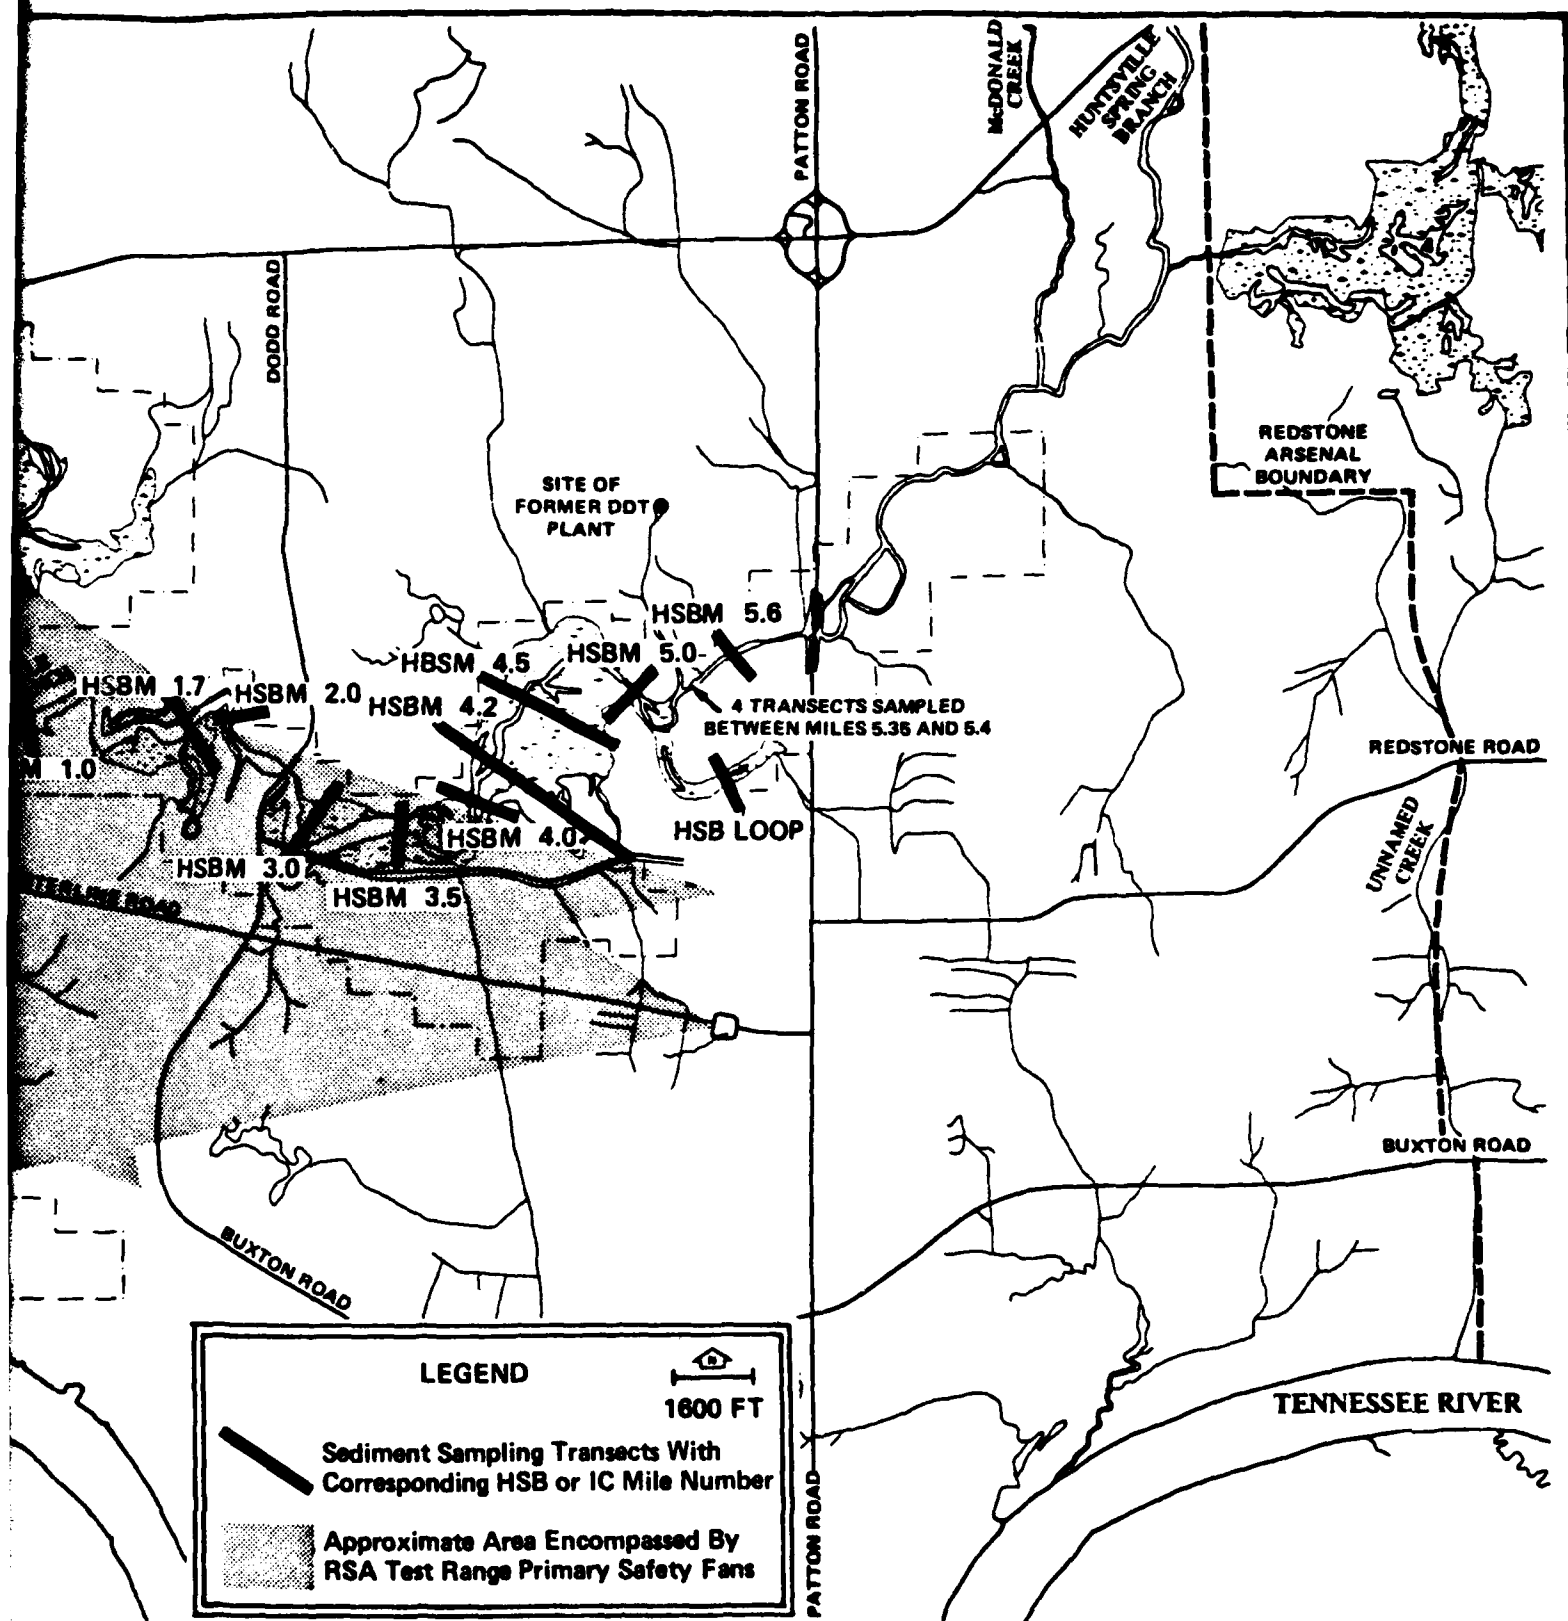 PATTON ROAD
McDONALD
CREEK
HUNTSVILLE
SPRING
BRANCH
DODD ROAD
REDSTONE
ARSENAL
BOUNDARY
SITE OF
FORMER DDT
PLANT
HSBM 5.6
HBSM 4.5
HSBM 5.0
HSBM 1.7
HSBM 2.0
HSBM 4.2
4 TRANSECTS SAMPLED
BETWEEN MILES 5.35 AND 5.4
REDSTONE ROAD
M 1.0
HSBM 4.0
HSB LOOP
UNNAMED
CREEK
HSBM 3.0
HSBM 3.5
STERLINE ROAD
BUXTON ROAD
BUXTON ROAD
LEGEND
N
1600 FT
Sediment Sampling Transects With
Corresponding HSB or IC Mile Number
Approximate Area Encompassed By
RSA Test Range Primary Safety Fans
TENNESSEE RIVER
PATTON ROAD